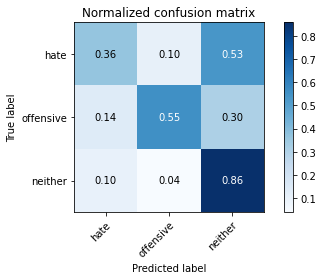 Normalized confusion matrix
True label
hate 0.36 0.10 0.53
offensive 0.14 0.55 0.30
neither 0.10 0.04 0.86
hate offensive neither
Predicted label
0.8
0.7
0.6
0.5
0.4
0.3
0.2
0.1